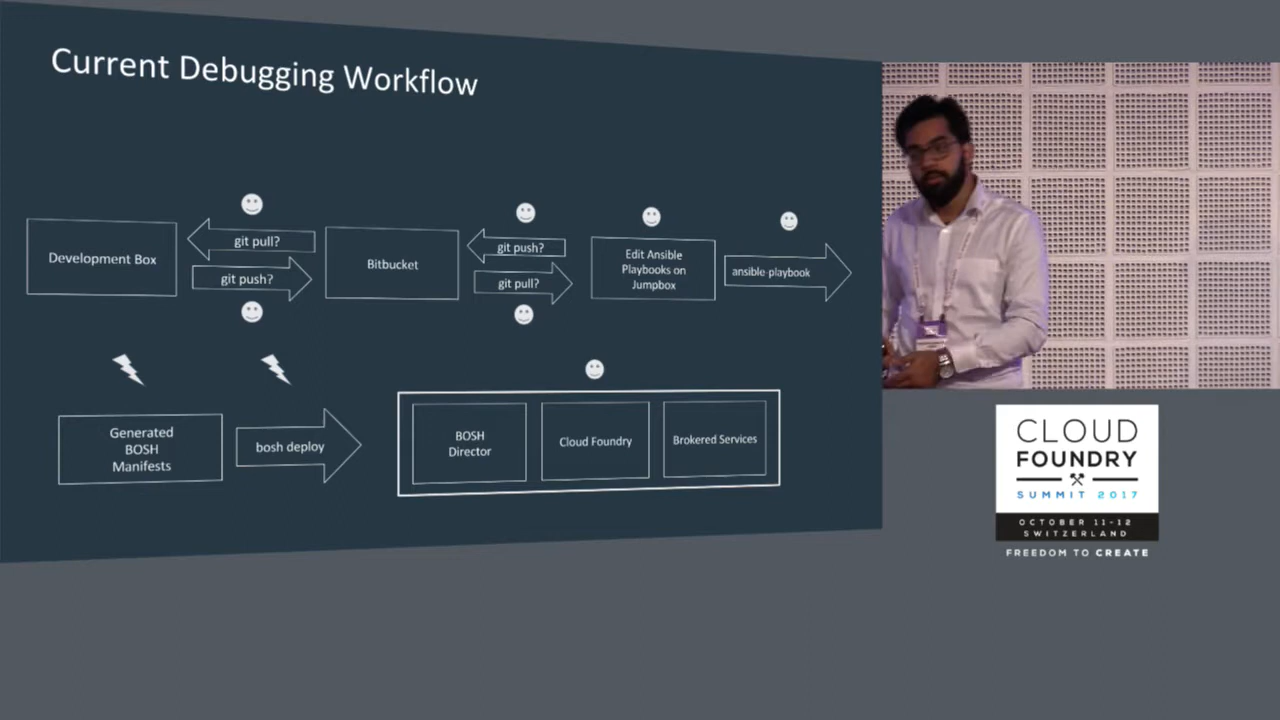 Current Debugging Workflow
Development Box
git pull?
git push?
Bitbucket
git push?
git pull?
Edit Ansible
Playbooks on
Jumpbox
ansible-playbook
Generated
BOSH
Manifests
bosh deploy
BOSH
Director
Cloud Foundry
Brokered Services
CLOUD
FOUNDRY
SUMMIT 2017
OCTOBER 11-12
SWITZERLAND
FREEDOM TO CREATE